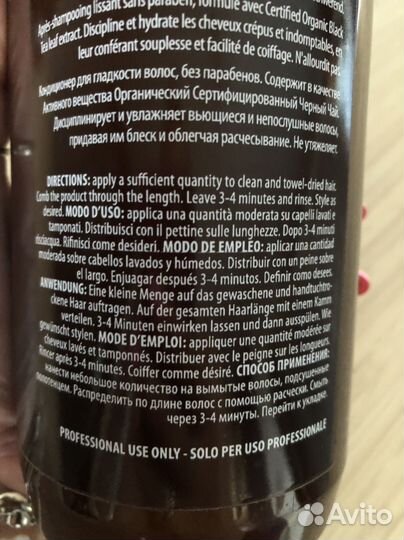 Après-shampooing lissant sans paraben, formule avec Certified Organic Black
Tea leaf extract. Discipline et hydrate les cheveux crépus et indomptables, en
leur conférant souplesse et facilité de coiffage. N'allourdit pas
Кондиционер для гладкости волос, без парабенов. Содержит в качестве
Активного вещества Органический Сертифицированный Черный Чай.
Дисциплинирует и увлажняет вьющиеся и непослушные волосы,
придавая им блеск и облегчая расчесывание. Не утяжеляет.
DIRECTIONS: apply a sufficient quantity to clean and towel-dried hair.
Comb the product through the length. Leave 3-4 minutes and rinse. Style as
desired. MODO D'USO: applica una quantità moderata su capelli lavati e
tamponati. Distribuisci con il pettine sulle lunghezze. Dopo 3-4 minuti
risciacqua. Rifinisci come desideri. MODO DE EMPLEO: aplicar una cantidad
moderada sobre cabellos lavados y húmedos. Distribuir con un peine sobre
el largo. Enjuagar después 3-4 minutos. Definir como desees.
ANWENDUNG: Eine kleine Menge auf das gewaschene und handtuchtro-
ckene Haar auftragen. Auf der gesamten Haarlänge mit einem Kamm
verteilen, 3-4 Minuten einwirken lassen und dann ausspülen. Wie
gewünscht stylen. MODE D'EMPLOI: appliquer une quantité modérée sur
cheveux lavés et tamponnés. Distribuer avec le peigne sur les longueurs.
Rincer après 3-4 minutes. Coiffer comme désiré. СПОСОБ ПРИМЕНЕНИЯ:
нанести небольшое количество на вымытые волосы, подсушенные
полотенцем. Распределить по длине волос с помощью расчески. Смыть
через 3-4 минуты. Перейти к укладке.
PROFESSIONAL USE ONLY - SOLO PER USO PROFESSIONALE
Avito